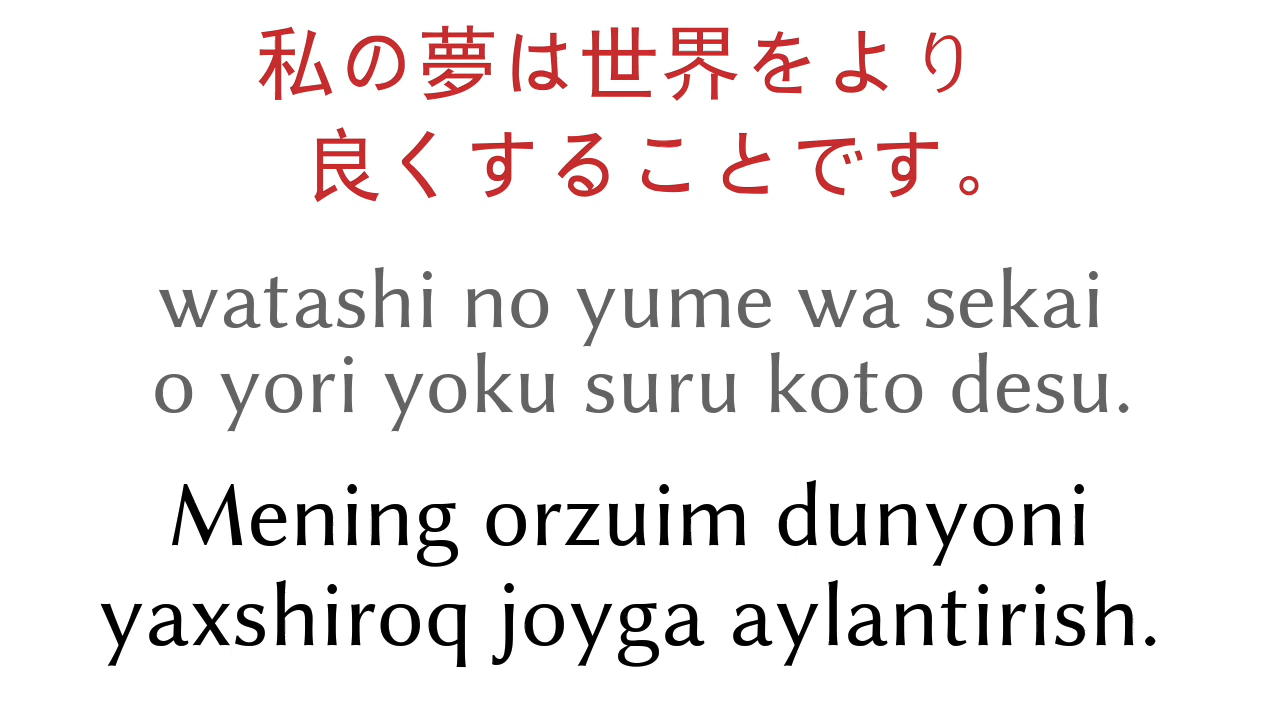 私の夢は世界をより
良くすることです。
watashi no yume wa sekai
o yori yoku suru koto desu.
Mening orzuim dunyoni
yaxshiroq joyga aylantirish.